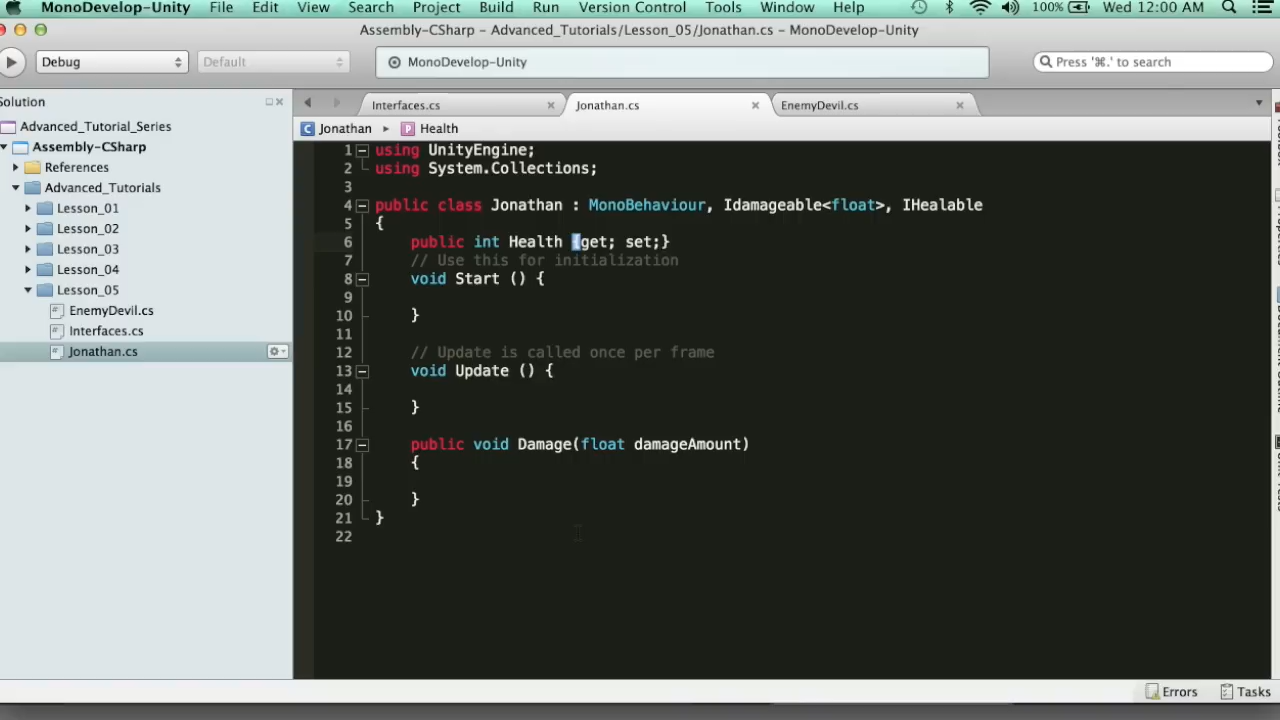 MonoDevelop-Unity File Edit View Search Project Build Run Version Control Tools Window Help 100% Wed 12:00 AM
Assembly-CSharp - Advanced_Tutorials/Lesson_05/Jonathan.cs - MonoDevelop-Unity
Debug Default MonoDevelop-Unity Press '⌘.' to search
Solution
Advanced_Tutorial_Series
Assembly-CSharp
References
Advanced_Tutorials
Lesson_01
Lesson_02
Lesson_03
Lesson_04
Lesson_05
EnemyDevil.cs
Interfaces.cs
Jonathan.cs
Interfaces.cs Jonathan.cs EnemyDevil.cs
C Jonathan P Health
1 using UnityEngine;
2 using System.Collections;
3
4 public class Jonathan : MonoBehaviour, Idamageable<float>, IHealable
5 {
6 public int Health {get; set;}
7 // Use this for initialization
8 void Start () {
9
10 }
11
12 // Update is called once per frame
13 void Update () {
14
15 }
16
17 public void Damage(float damageAmount)
18 {
19
20 }
21 }
22
Errors Tasks